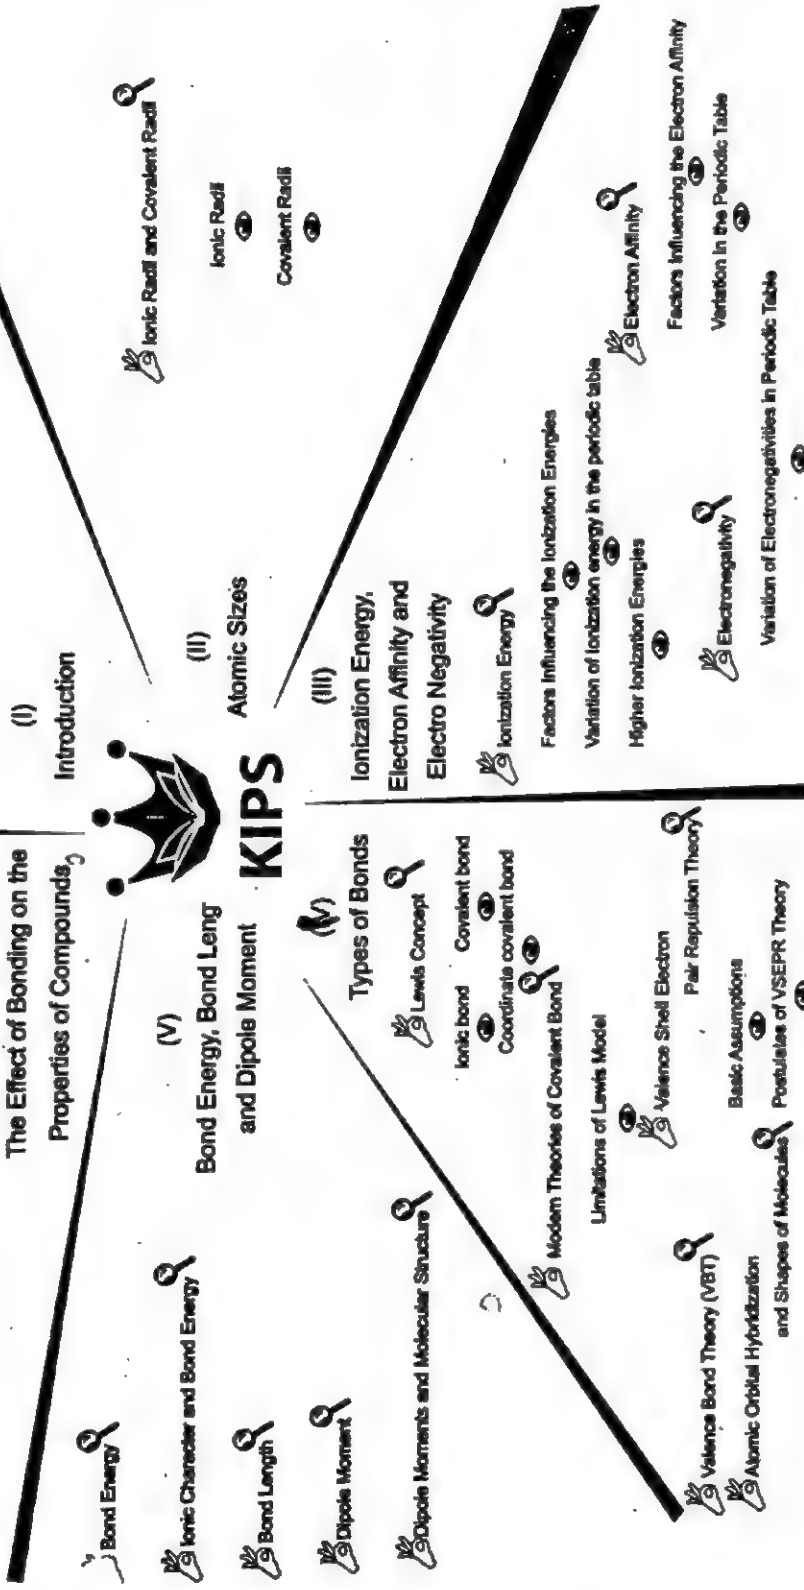 (I)
Introduction
(II)
Atomic Sizes
Ionic Radii and Covalent Radii
Ionic Radii
Covalent Radii
(III)
Ionization Energy,
Electron Affinity and
Electro Negativity
Ionization Energy
Factors Influencing the Ionization Energies
Variation of Ionization energy in the periodic table
Higher Ionization Energies
Electron Affinity
Factors Influencing the Electron Affinity
Variation in the Periodic Table
Electronegativity
Variation of Electronegativities in Periodic Table
Types of Bonds
Lewis Concept
Ionic bond Covalent bond
Coordinate covalent bond
Modern Theories of Covalent Bond
Limitations of Lewis Model
Valence Shell Electron
Pair Repulsion Theory
Basic Assumptions
Postulates of VSEPR Theory
Valence Bond Theory (VBT)
Atomic Orbital Hybridization
and Shapes of Molecules
(V)
Bond Energy, Bond Leng
and Dipole Moment
Bond Energy
Ionic Character and Bond Energy
Bond Length
Dipole Moment
Dipole Moments and Molecular Structure
The Effect of Bonding on the
Properties of Compounds
KIPS